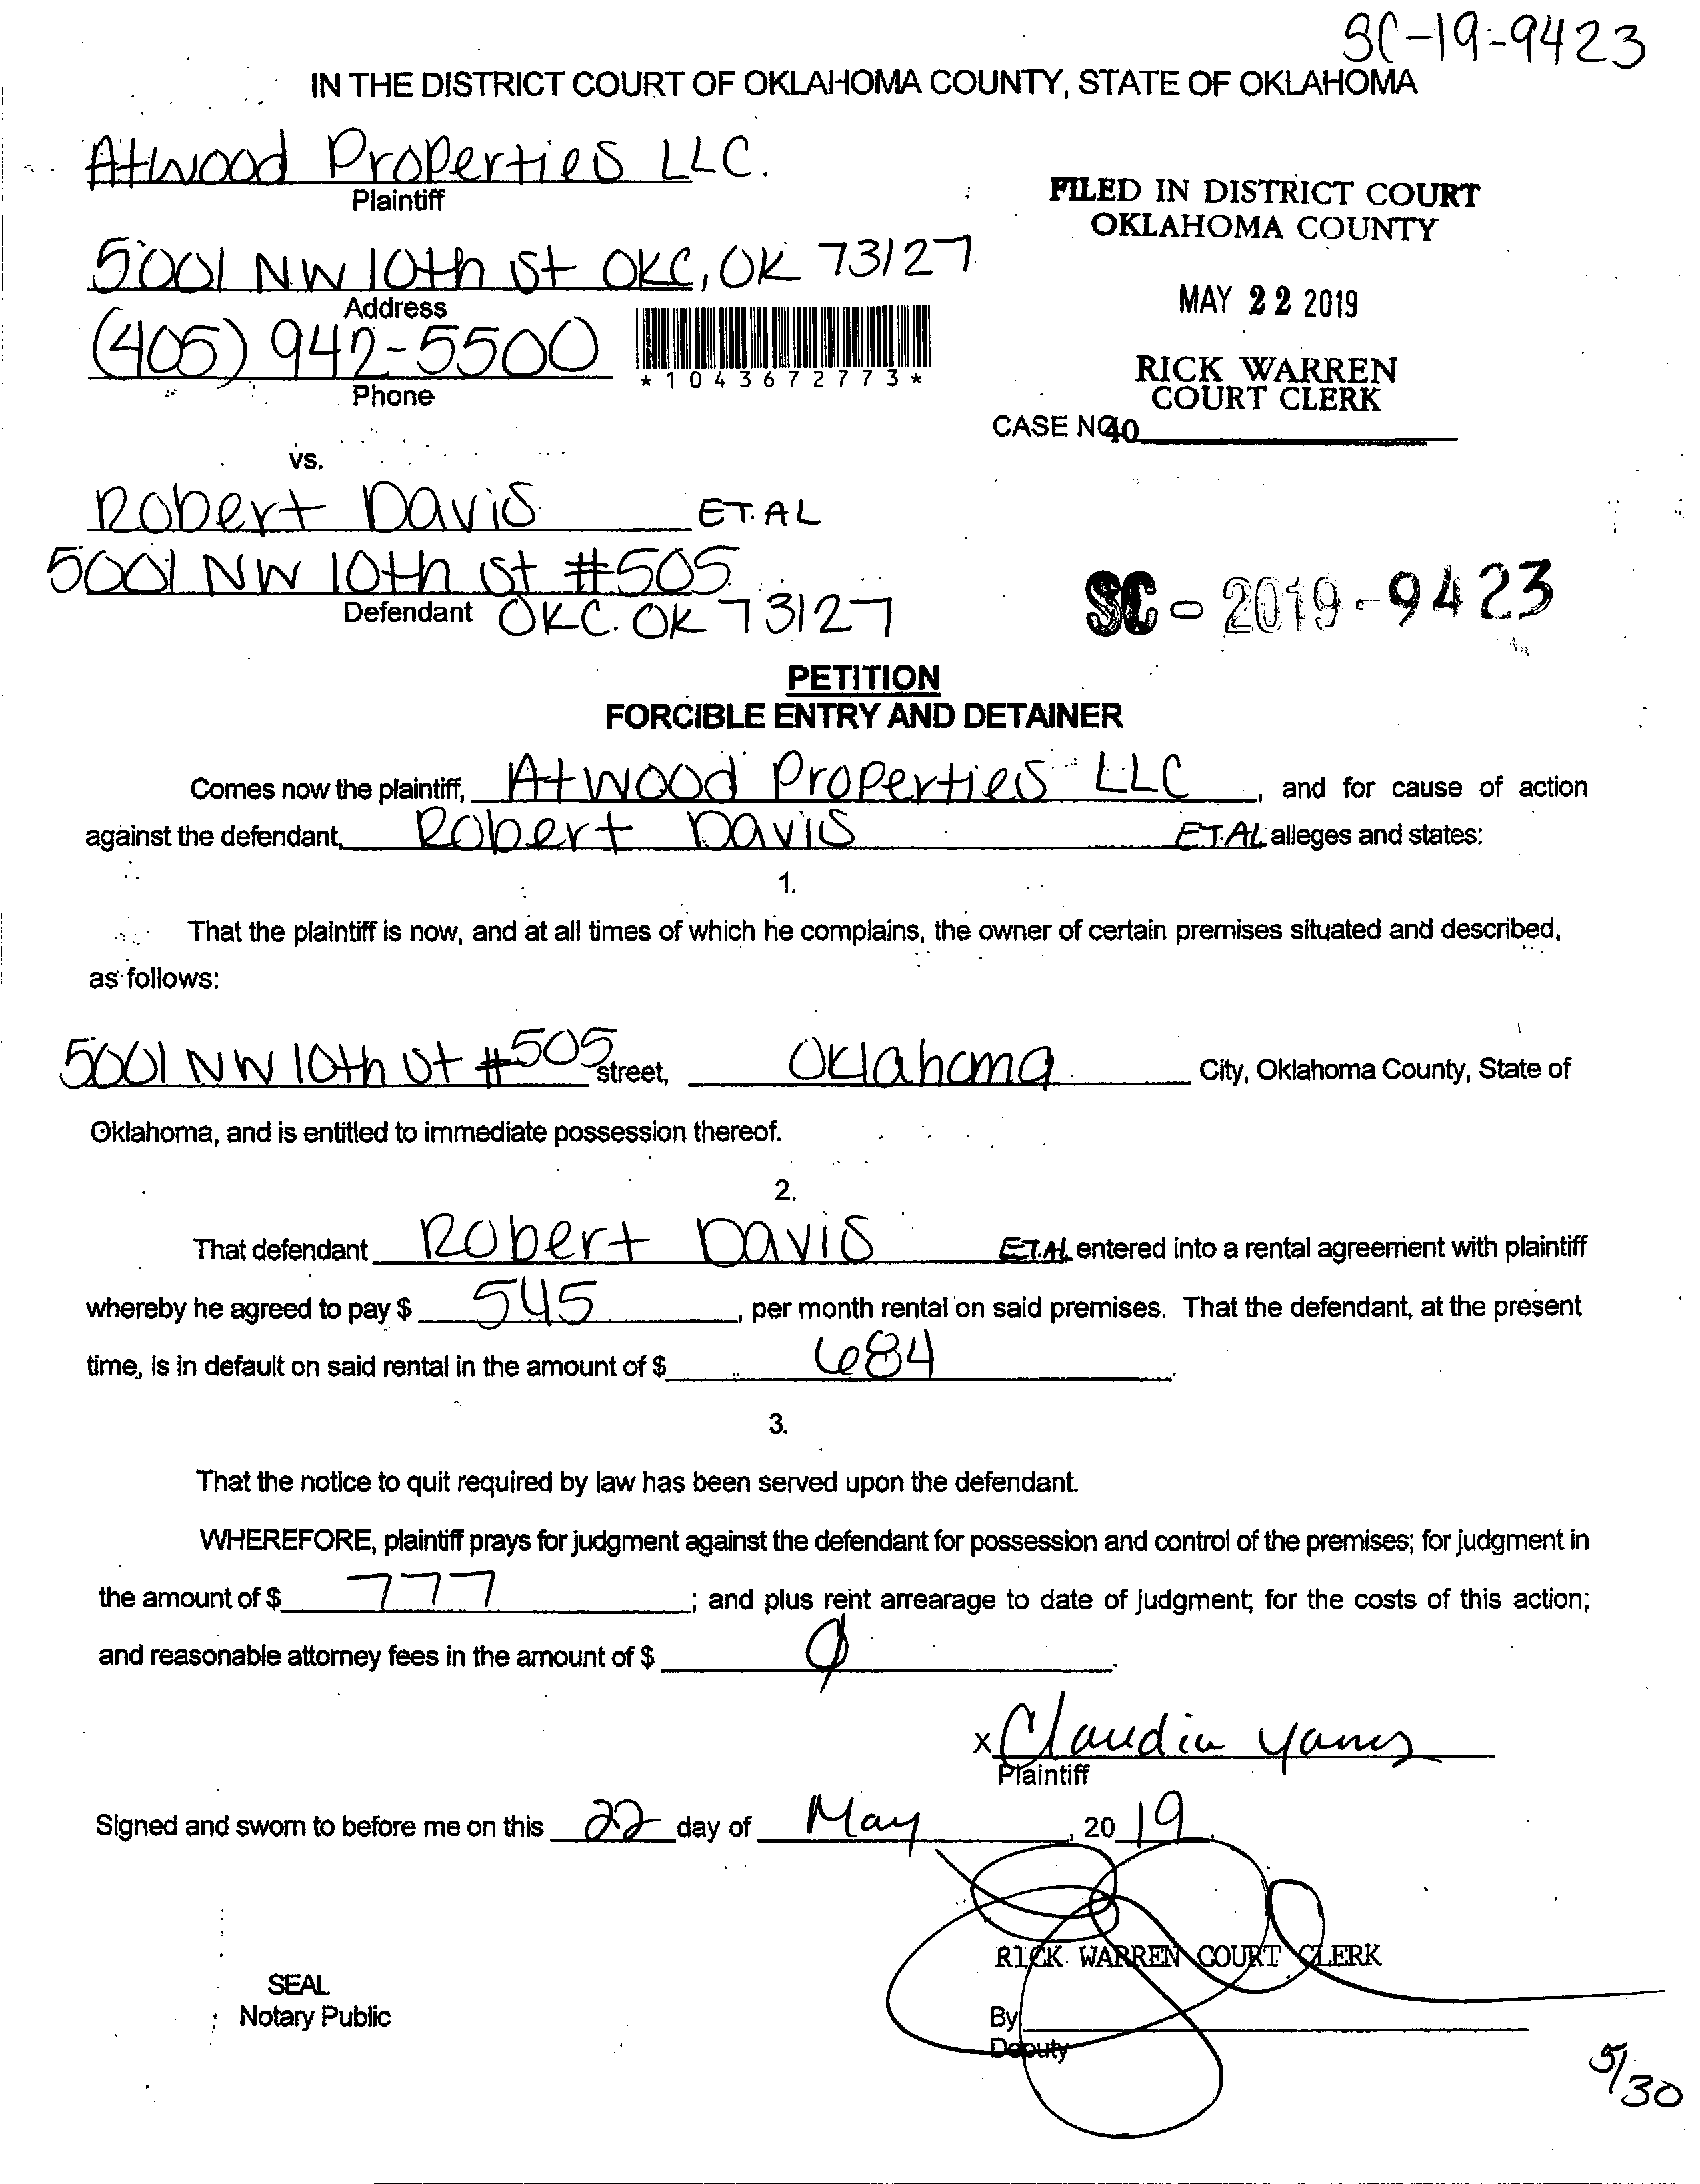 SC-19-9423
IN THE DISTRICT COURT OF OKLAHOMA COUNTY, STATE OF OKLAHOMA
Atwood Properties LLC.
Plaintiff
5001 NW 10th St OKC, OK 73127
Address
(405) 942-5500
Phone
*1043672773*
FILED IN DISTRICT COURT
OKLAHOMA COUNTY
MAY 22 2019
RICK WARREN
COURT CLERK
CASE NO.
40
vs.
Robert Davis ET.AL
5001 NW 10th St #505
Defendant OKC. OK 73127
SC - 2019 - 9423
PETITION
FORCIBLE ENTRY AND DETAINER
Comes now the plaintiff, Atwood Properties LLC, and for cause of action
against the defendant, Robert Davis ET.AL alleges and states:
1.
That the plaintiff is now, and at all times of which he complains, the owner of certain premises situated and described,
as follows:
5001 NW 10th St #505 street, Oklahoma City, Oklahoma County, State of
Oklahoma, and is entitled to immediate possession thereof.
2.
That defendant Robert Davis ET.AL entered into a rental agreement with plaintiff
whereby he agreed to pay $ 545, per month rental on said premises. That the defendant, at the present
time, is in default on said rental in the amount of $ 684
3.
That the notice to quit required by law has been served upon the defendant.
WHEREFORE, plaintiff prays for judgment against the defendant for possession and control of the premises; for judgment in
the amount of $ 777; and plus rent arrearage to date of judgment; for the costs of this action;
and reasonable attorney fees in the amount of $ 0
x Claudia Yanes
Plaintiff
Signed and sworn to before me on this 22 day of May, 2019.
RICK WARREN COURT CLERK
SEAL
Notary Public
By
Deputy
5/30